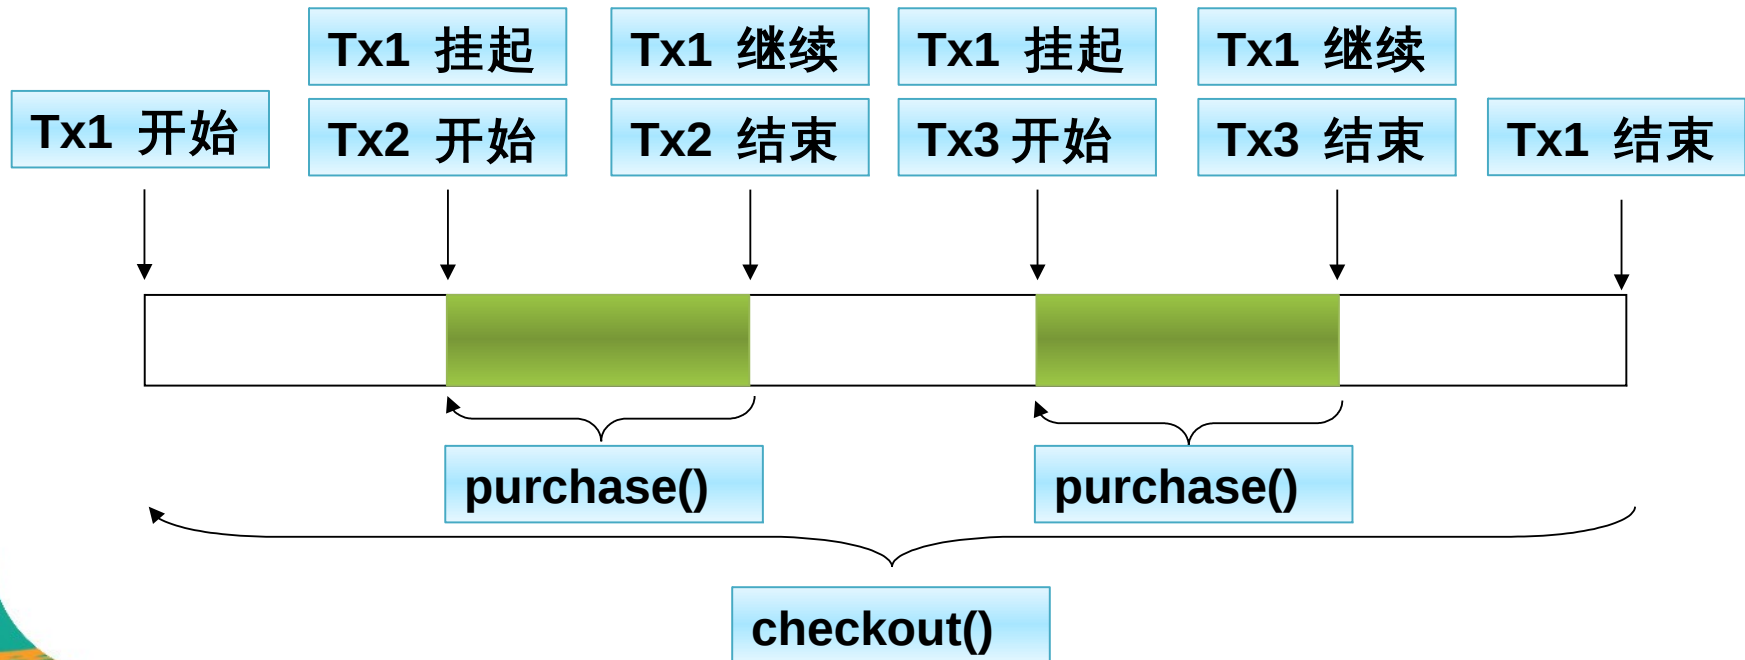 Tx1 挂起
Tx1 继续
Tx1 挂起
Tx1 继续
Tx1 开始
Tx2 开始
Tx2 结束
Tx3 开始
Tx3 结束
Tx1 结束
purchase()
purchase()
checkout()